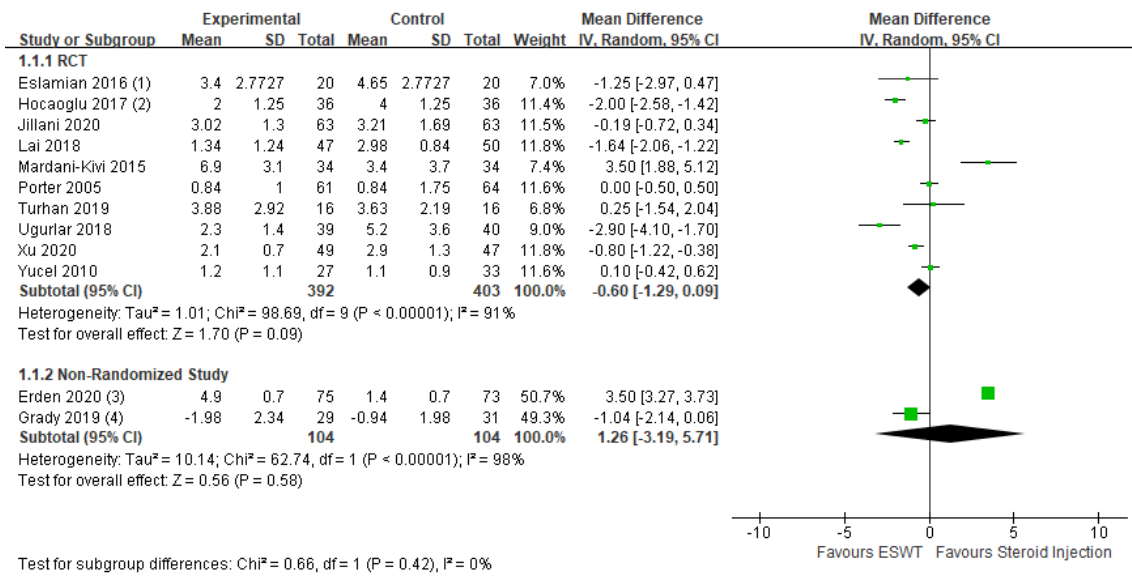 Experimental Control Mean Difference Mean Difference
Study or Subgroup Mean SD Total Mean SD Total Weight IV, Random, 95% CI IV, Random, 95% CI
1.1.1 RCT
Eslamian 2016 (1) 3.4 2.7727 20 4.65 2.7727 20 7.0% -1.25 [-2.97, 0.47]
Hocaoglu 2017 (2) 2 1.25 36 4 1.25 36 11.4% -2.00 [-2.58, -1.42]
Jillani 2020 3.02 1.3 63 3.21 1.69 63 11.5% -0.19 [-0.72, 0.34]
Lai 2018 1.34 1.24 47 2.98 0.84 50 11.8% -1.64 [-2.06, -1.22]
Mardani-Kivi 2015 6.9 3.1 34 3.4 3.7 34 7.4% 3.50 [1.88, 5.12]
Porter 2005 0.84 1 61 0.84 1.75 64 11.6% 0.00 [-0.50, 0.50]
Turhan 2019 3.88 2.92 16 3.63 2.19 16 6.8% 0.25 [-1.54, 2.04]
Ugurlar 2018 2.3 1.4 39 5.2 3.6 40 9.0% -2.90 [-4.10, -1.70]
Xu 2020 2.1 0.7 49 2.9 1.3 47 11.8% -0.80 [-1.22, -0.38]
Yucel 2010 1.2 1.1 27 1.1 0.9 33 11.6% 0.10 [-0.42, 0.62]
Subtotal (95% CI) 392 403 100.0% -0.60 [-1.29, 0.09]
Heterogeneity: Tau² = 1.01; Chi² = 98.69, df = 9 (P < 0.00001); I² = 91%
Test for overall effect: Z = 1.70 (P = 0.09)
1.1.2 Non-Randomized Study
Erden 2020 (3) 4.9 0.7 75 1.4 0.7 73 50.7% 3.50 [3.27, 3.73]
Grady 2019 (4) -1.98 2.34 29 -0.94 1.98 31 49.3% -1.04 [-2.14, 0.06]
Subtotal (95% CI) 104 104 100.0% 1.26 [-3.19, 5.71]
Heterogeneity: Tau² = 10.14; Chi² = 62.74, df = 1 (P < 0.00001); I² = 98%
Test for overall effect: Z = 0.56 (P = 0.58)
-10 -5 0 5 10
Favours ESWT Favours Steroid Injection
Test for subgroup differences: Chi² = 0.66, df = 1 (P = 0.42), I² = 0%